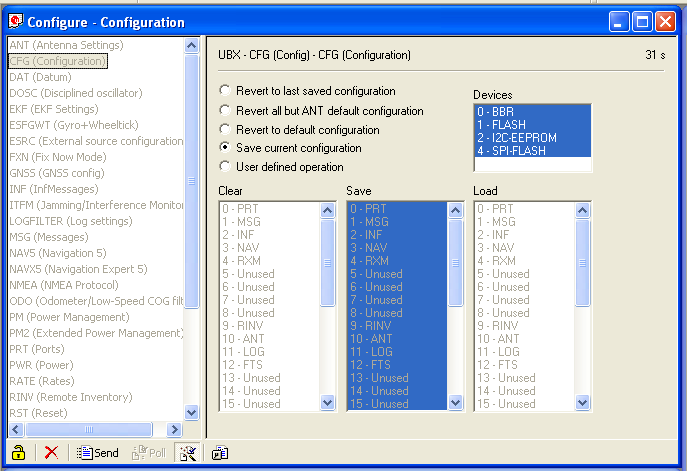 Configure - Configuration
ANT (Antenna Settings)
CFG (Configuration)
DAT (Datum)
DOSC (Disciplined oscillator)
EKF (EKF Settings)
ESFGWT (Gyro+Wheeltick)
ESRC (External source configuration
FXN (Fix Now Mode)
GNSS (GNSS config)
INF (InfMessages)
ITFM (Jamming/Interference Monitor
LOGFILTER (Log settings)
MSG (Messages)
NAV5 (Navigation 5)
NAVX5 (Navigation Expert 5)
NMEA (NMEA Protocol)
ODO (Odometer/Low-Speed COG filt
PM (Power Management)
PM2 (Extended Power Management)
PRT (Ports)
PWR (Power)
RATE (Rates)
RINV (Remote Inventory)
RST (Reset)
UBX - CFG (Config) - CFG (Configuration) 31 s
Revert to last saved configuration
Revert all but ANT default configuration
Revert to default configuration
Save current configuration
User defined operation
Devices
0 - BBR
1 - FLASH
2 - I2C-EEPROM
4 - SPI-FLASH
Clear
0 - PRT
1 - MSG
2 - INF
3 - NAV
4 - RXM
5 - Unused
6 - Unused
7 - Unused
8 - Unused
9 - RINV
10 - ANT
11 - LOG
12 - FTS
13 - Unused
14 - Unused
15 - Unused
Save
0 - PRT
1 - MSG
2 - INF
3 - NAV
4 - RXM
5 - Unused
6 - Unused
7 - Unused
8 - Unused
9 - RINV
10 - ANT
11 - LOG
12 - FTS
13 - Unused
14 - Unused
15 - Unused
Load
0 - PRT
1 - MSG
2 - INF
3 - NAV
4 - RXM
5 - Unused
6 - Unused
7 - Unused
8 - Unused
9 - RINV
10 - ANT
11 - LOG
12 - FTS
13 - Unused
14 - Unused
15 - Unused
Send Poll